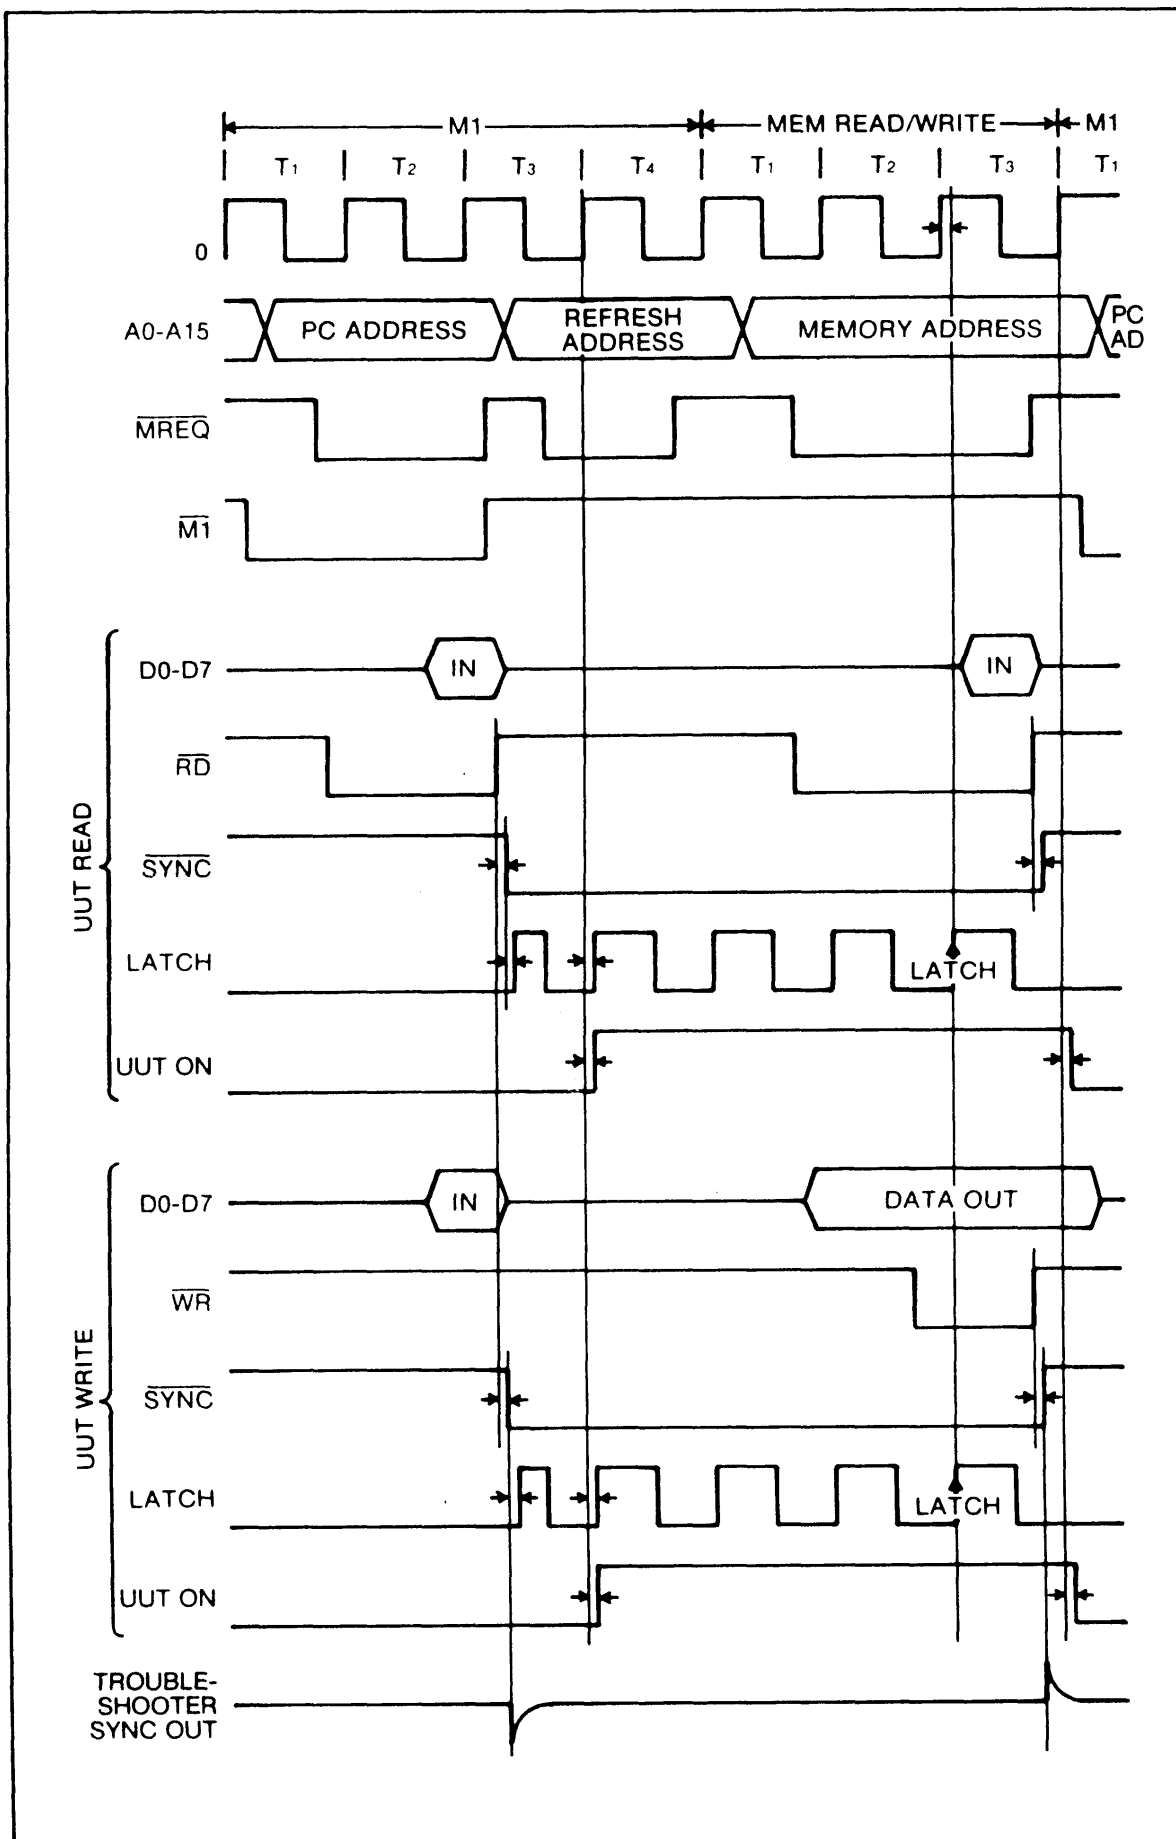 M1 MEM READ/WRITE M1
T1 T2 T3 T4 T1 T2 T3 T1
0
A0-A15 PC ADDRESS REFRESH ADDRESS MEMORY ADDRESS PC AD
MREQ
M1
UUT READ
D0-D7 IN IN
RD
SYNC
LATCH LATCH
UUT ON
UUT WRITE
D0-D7 IN DATA OUT
WR
SYNC
LATCH LATCH
UUT ON
TROUBLE-
SHOOTER
SYNC OUT